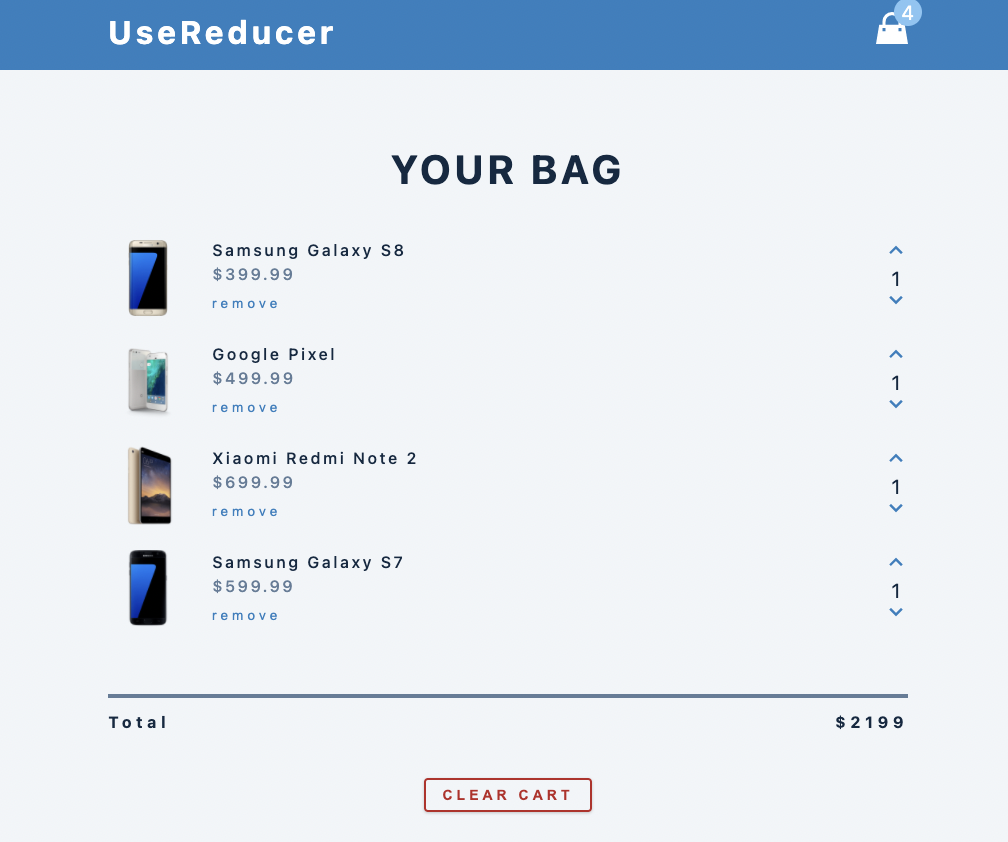 UseReducer
4
YOUR BAG
Samsung Galaxy S8
$399.99
remove
1
Google Pixel
$499.99
remove
1
Xiaomi Redmi Note 2
$699.99
remove
1
Samsung Galaxy S7
$599.99
remove
1
Total $2199
CLEAR CART